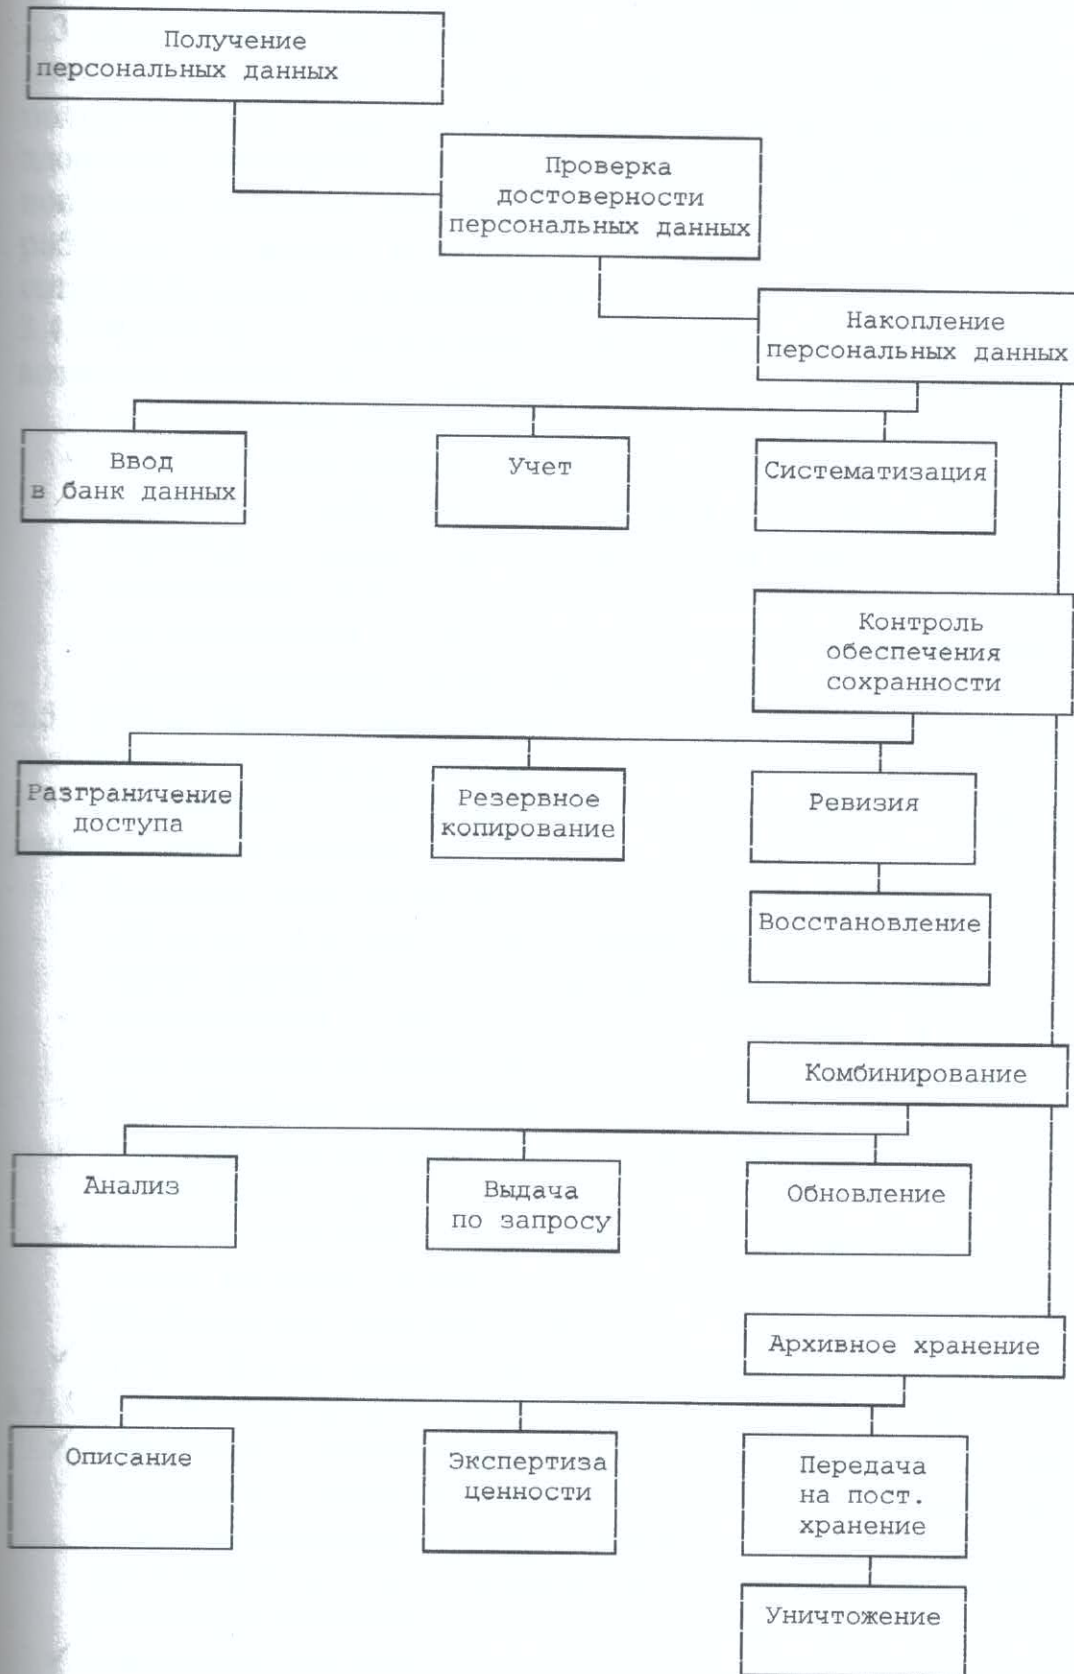 Получение
персональных данных
Проверка
достоверности
персональных данных
Накопление
персональных данных
Ввод
в банк данных
Учет
Систематизация
Контроль
обеспечения
сохранности
Разграничение
доступа
Резервное
копирование
Ревизия
Восстановление
Комбинирование
Анализ
Выдача
по запросу
Обновление
Архивное хранение
Описание
Экспертиза
ценности
Передача
на пост.
хранение
Уничтожение